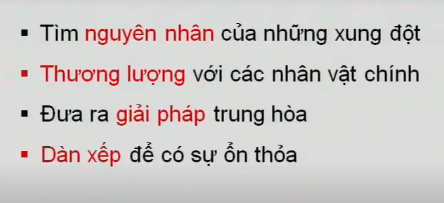 ▪ Tìm nguyên nhân của những xung đột
▪ Thương lượng với các nhân vật chính
▪ Đưa ra giải pháp trung hòa
▪ Dàn xếp để có sự ổn thỏa